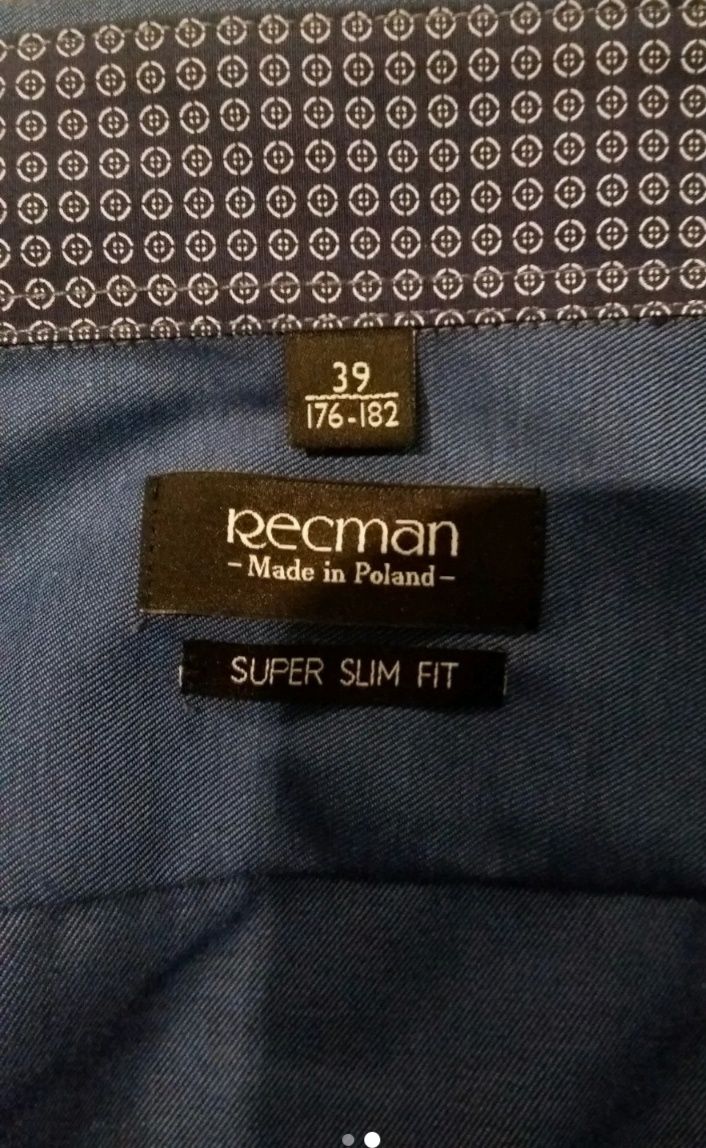 39
176-182
Recman
- Made in Poland -
SUPER SLIM FIT